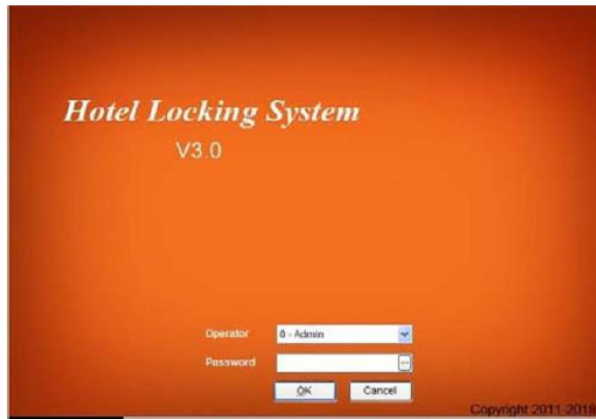 Hotel Locking System
V3.0
Operator 0 - Admin
Password
OK Cancel
Copyright 2011-2018